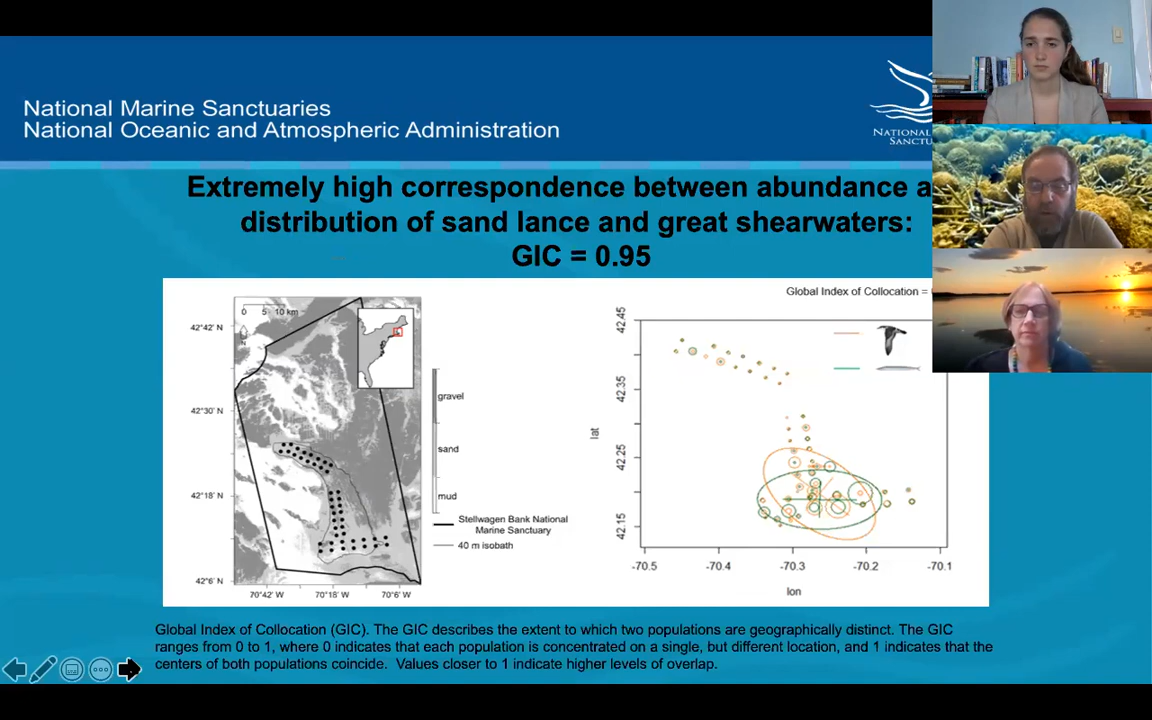 National Marine Sanctuaries
National Oceanic and Atmospheric Administration
NATIONAL
SANCTU
Extremely high correspondence between abundance a
distribution of sand lance and great shearwaters:
GIC = 0.95
0 5 10 km
N
42°42' N
42°30' N
42°18' N
42°6' N
70°42' W 70°18' W 70°6' W
gravel
sand
mud
Stellwagen Bank National
Marine Sanctuary
40 m isobath
Global Index of Collocation =
lat
42.45
42.35
42.25
42.15
-70.5 -70.4 -70.3 -70.2 -70.1
lon
Global Index of Collocation (GIC). The GIC describes the extent to which two populations are geographically distinct. The GIC
ranges from 0 to 1, where 0 indicates that each population is concentrated on a single, but different location, and 1 indicates that the
centers of both populations coincide. Values closer to 1 indicate higher levels of overlap.